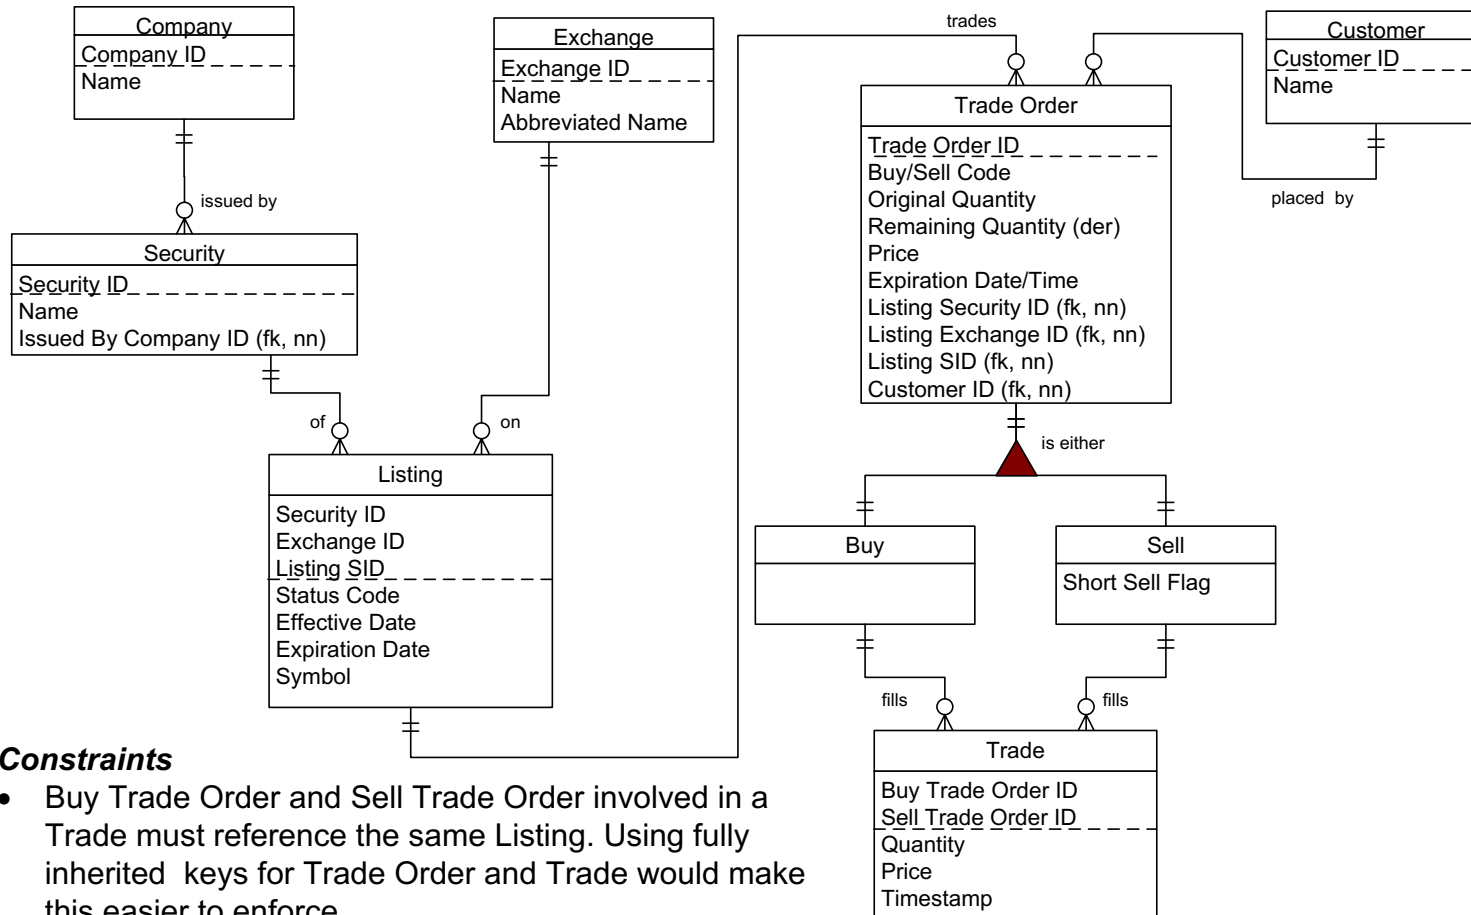 Company
Company ID
Name
Exchange
Exchange ID
Name
Abbreviated Name
trades
Customer
Customer ID
Name
placed by
Trade Order
Trade Order ID
Buy/Sell Code
Original Quantity
Remaining Quantity (der)
Price
Expiration Date/Time
Listing Security ID (fk, nn)
Listing Exchange ID (fk, nn)
Listing SID (fk, nn)
Customer ID (fk, nn)
issued by
Security
Security ID
Name
Issued By Company ID (fk, nn)
of
on
Listing
Security ID
Exchange ID
Listing SID
Status Code
Effective Date
Expiration Date
Symbol
is either
Buy
Sell
Short Sell Flag
fills
fills
Trade
Buy Trade Order ID
Sell Trade Order ID
Quantity
Price
Timestamp
Constraints
• Buy Trade Order and Sell Trade Order involved in a
Trade must reference the same Listing. Using fully
inherited keys for Trade Order and Trade would make
this easier to enforce